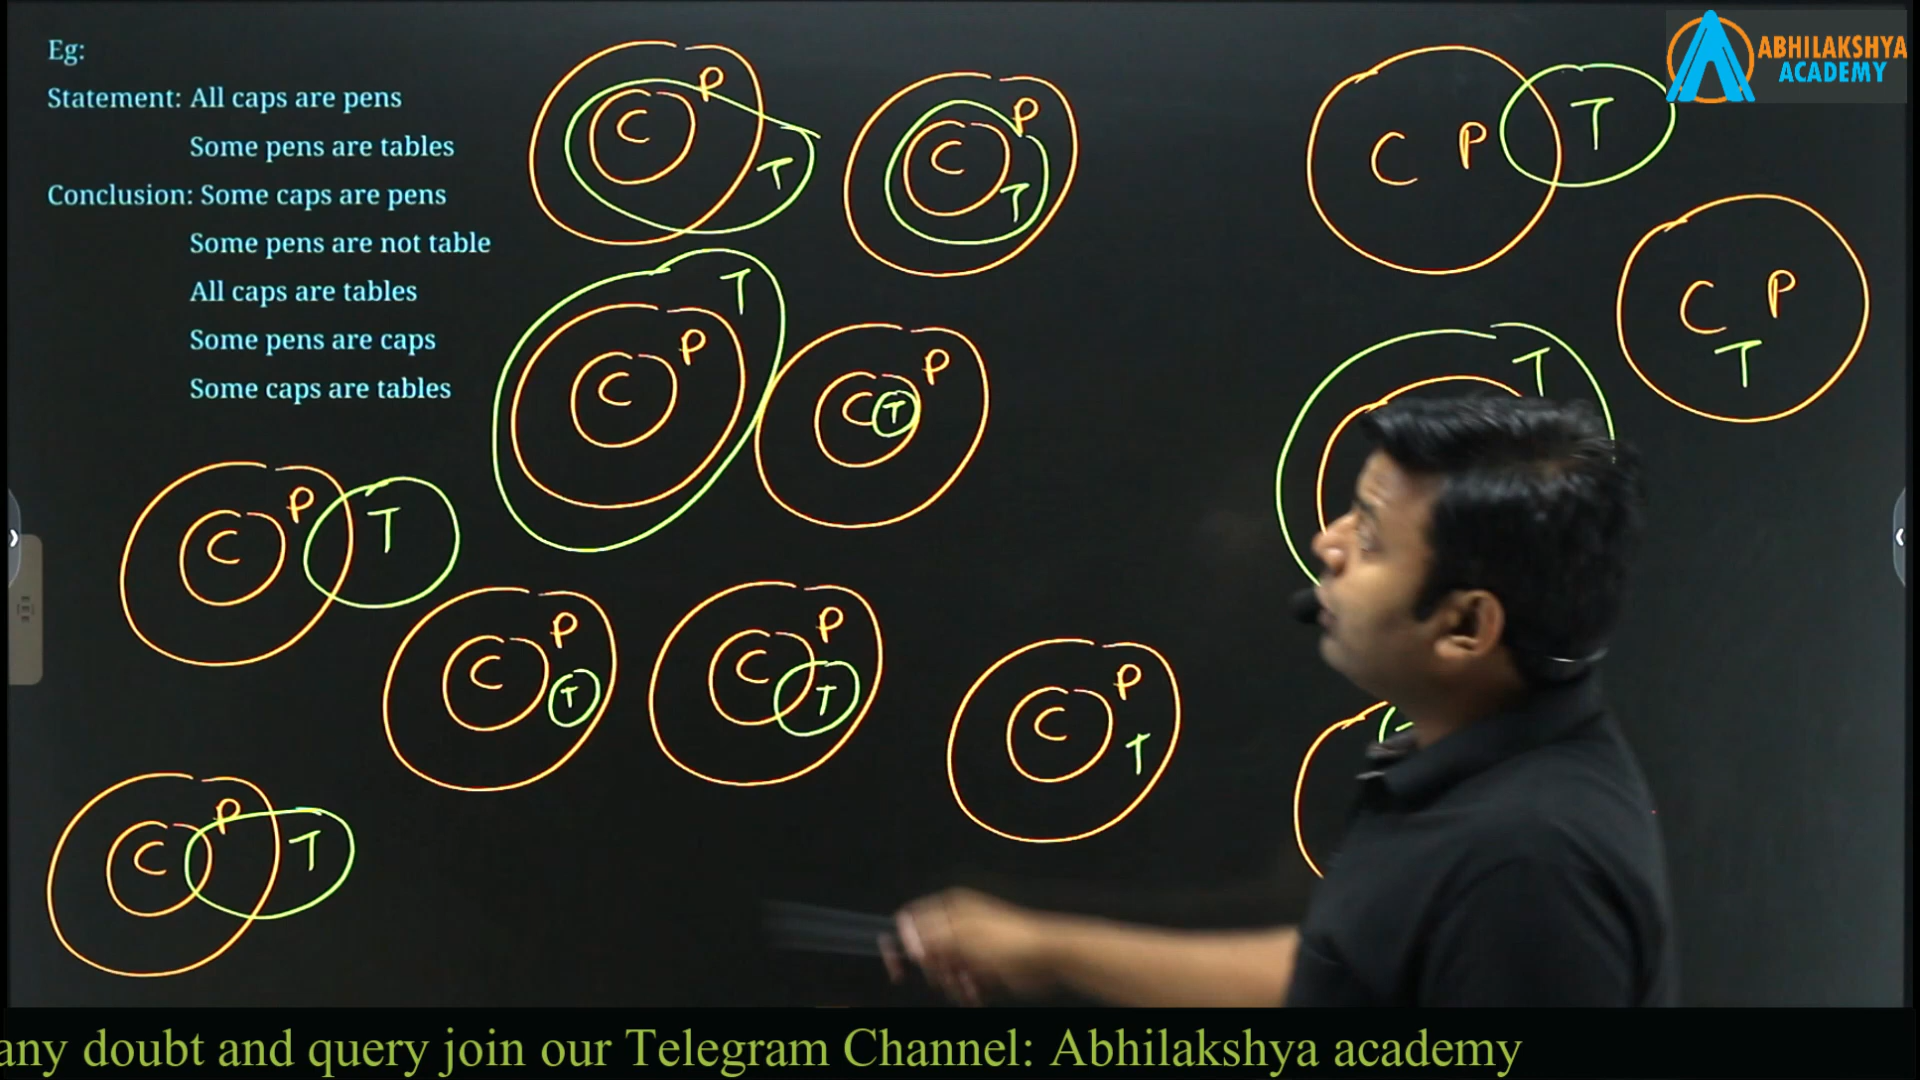 Eg:
Statement: All caps are pens
Some pens are tables
Conclusion: Some caps are pens
Some pens are not table
All caps are tables
Some pens are caps
Some caps are tables
C P T
C P T
C P T
C P T
C P T
C P T
T
C P T
C P T
C P T
C P T
C P T
C P T
ABHILAKSHYA
ACADEMY
any doubt and query join our Telegram Channel: Abhilakshya academy